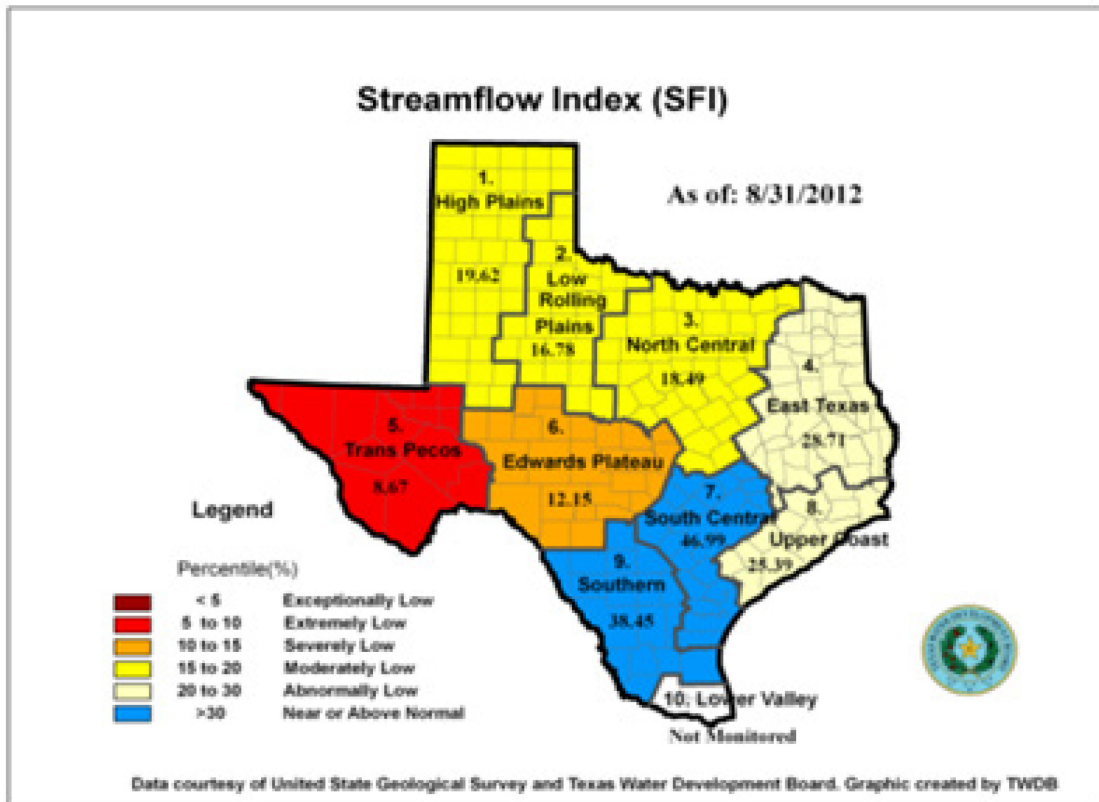 Streamflow Index (SFI)
As of: 8/31/2012
1.
High Plains
19.62
2.
Low
Rolling
Plains
16.78
3.
North Central
18.49
4.
East Texas
28.71
5.
Trans Pecos
8.67
6.
Edwards Plateau
12.15
7.
South Central
46.99
8.
Upper Coast
25.39
9.
Southern
38.45
10. Lower Valley
Not Monitored
Legend
Percentile(%)
< 5 Exceptionally Low
5 to 10 Extremely Low
10 to 15 Severely Low
15 to 20 Moderately Low
20 to 30 Abnormally Low
>30 Near or Above Normal
Data courtesy of United State Geological Survey and Texas Water Development Board. Graphic created by TWDB